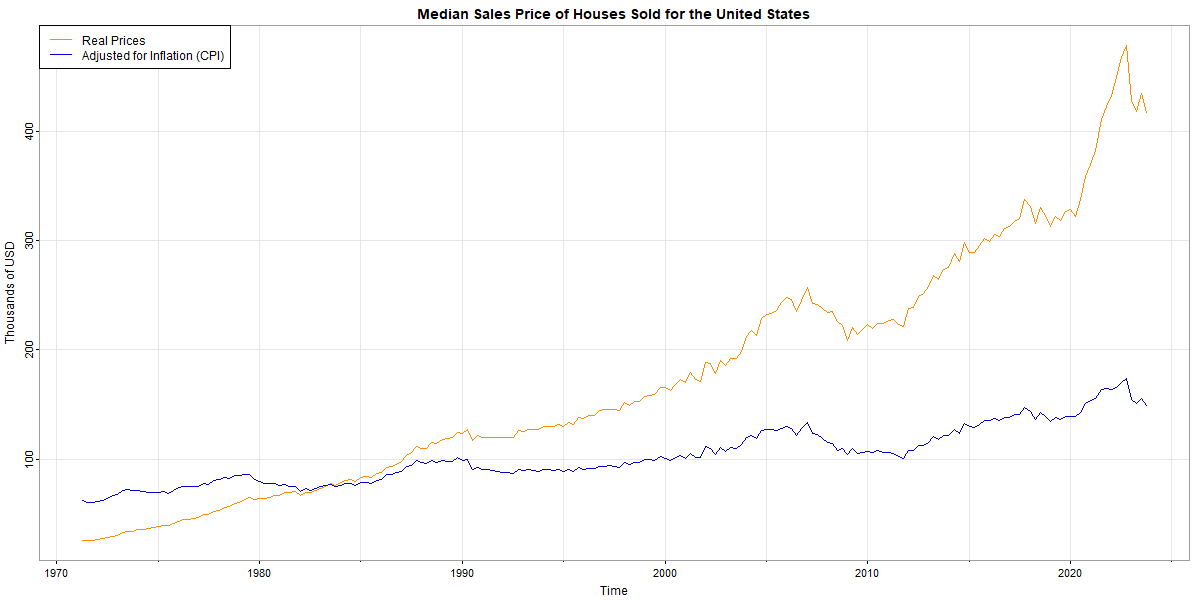 Median Sales Price of Houses Sold for the United States
Real Prices
Adjusted for Inflation (CPI)
Thousands of USD
400
300
200
100
1970
1980
1990
2000
2010
2020
Time